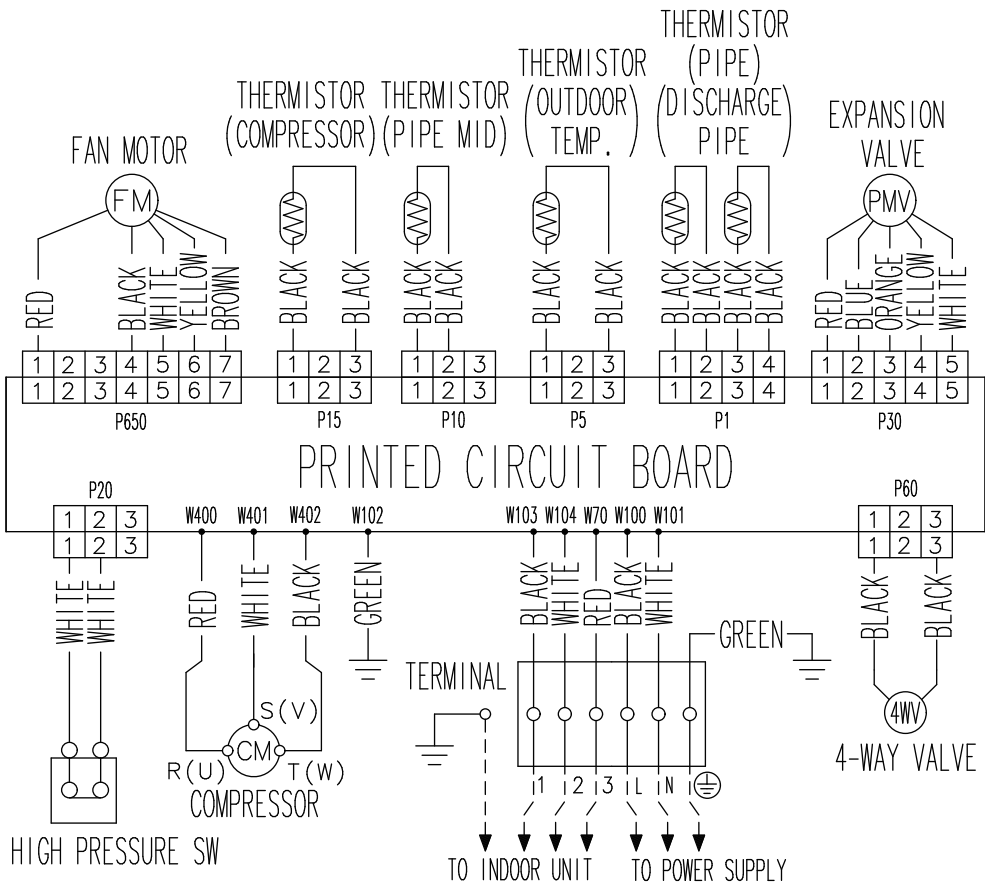 THERMISTOR
(PIPE)
(DISCHARGE
PIPE)
THERMISTOR
(OUTDOOR
TEMP.)
THERMISTOR
(COMPRESSOR)
THERMISTOR
(PIPE MID)
EXPANSION
VALVE
FAN MOTOR
FM
PMV
RED
BLACK
WHITE
YELLOW
BROWN
BLACK
BLACK
BLACK
BLACK
BLACK
BLACK
BLACK
BLACK
BLACK
BLACK
RED
BLUE
ORANGE
YELLOW
WHITE
1 2 3 4 5 6 7
1 2 3
1 2 3
1 2 3
1 2 3 4
1 2 3 4 5
1 2 3 4 5 6 7
1 2 3
1 2 3
1 2 3
1 2 3 4
1 2 3 4 5
P650
P15
P10
P5
P1
P30
PRINTED CIRCUIT BOARD
P20
W400
W401
W402
W102
W103
W104
W70
W100
W101
P60
1 2 3
1 2 3
1 2 3
1 2 3
WHITE
WHITE
RED
WHITE
BLACK
GREEN
BLACK
WHITE
RED
BLACK
WHITE
BLACK
BLACK
GREEN
TERMINAL
S(V)
CM
R(U)
T(W)
COMPRESSOR
4WV
4-WAY VALVE
1 2 3 L N
HIGH PRESSURE SW
TO INDOOR UNIT
TO POWER SUPPLY